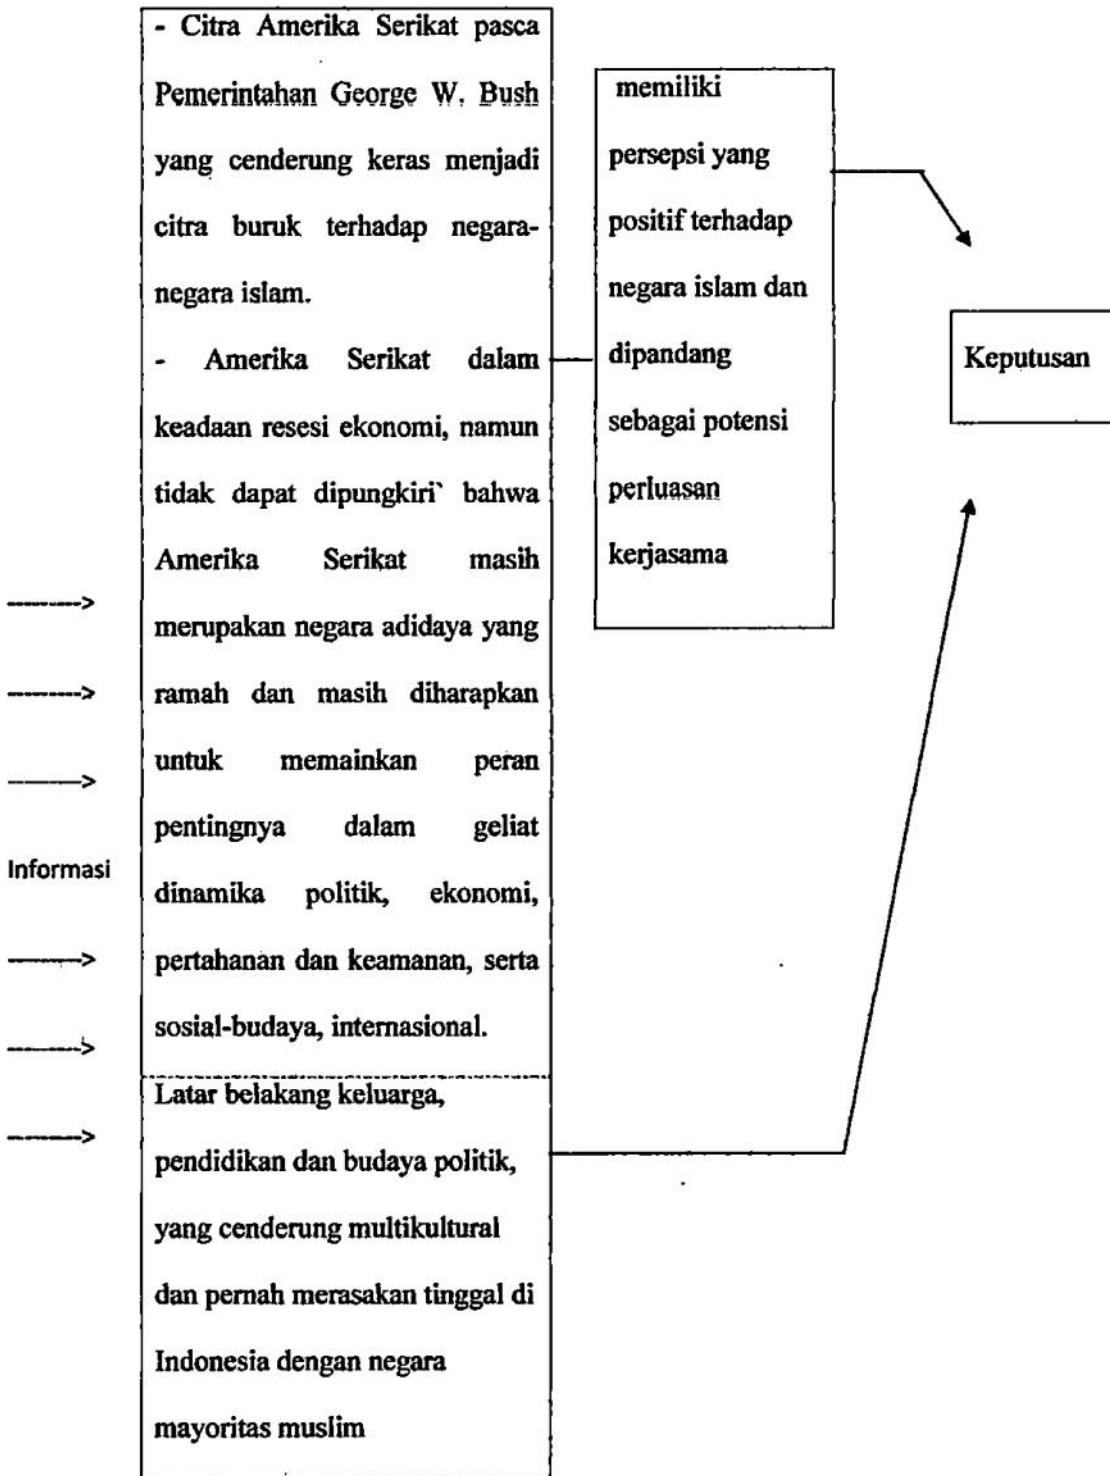 - Citra Amerika Serikat pasca
Pemerintahan George W. Bush
yang cenderung keras menjadi
citra buruk terhadap negara-
negara islam.
- Amerika Serikat dalam
keadaan resesi ekonomi, namun
tidak dapat dipungkiri` bahwa
Amerika Serikat masih
merupakan negara adidaya yang
ramah dan masih diharapkan
untuk memainkan peran
pentingnya dalam geliat
dinamika politik, ekonomi,
pertahanan dan keamanan, serta
sosial-budaya, internasional.
Latar belakang keluarga,
pendidikan dan budaya politik,
yang cenderung multikultural
dan pernah merasakan tinggal di
Indonesia dengan negara
mayoritas muslim
Informasi
memiliki
persepsi yang
positif terhadap
negara islam dan
dipandang
sebagai potensi
perluasan
kerjasama
Keputusan